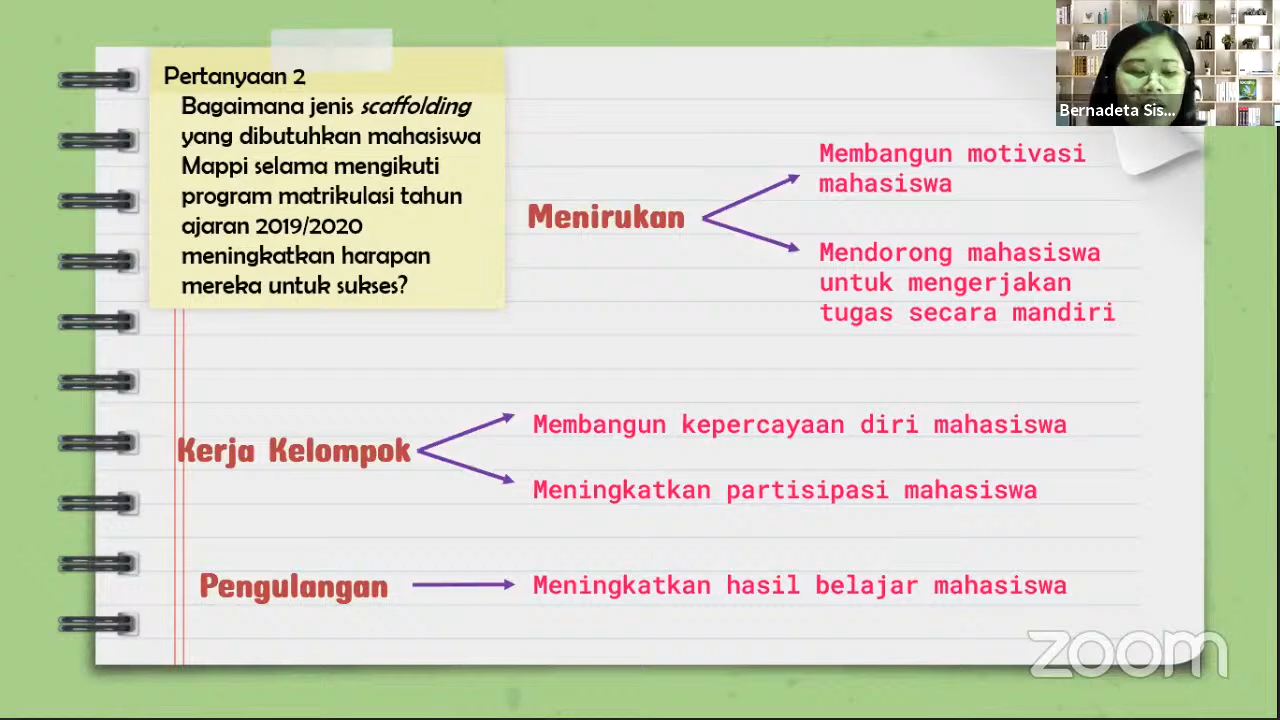 Pertanyaan 2
Bagaimana jenis scaffolding
yang dibutuhkan mahasiswa
Mappi selama mengikuti
program matrikulasi tahun
ajaran 2019/2020
meningkatkan harapan
mereka untuk sukses?
Bernadeta Sis...
Menirukan
Membangun motivasi
mahasiswa
Mendorong mahasiswa
untuk mengerjakan
tugas secara mandiri
Kerja Kelompok
Membangun kepercayaan diri mahasiswa
Meningkatkan partisipasi mahasiswa
Pengulangan
Meningkatkan hasil belajar mahasiswa
zoom